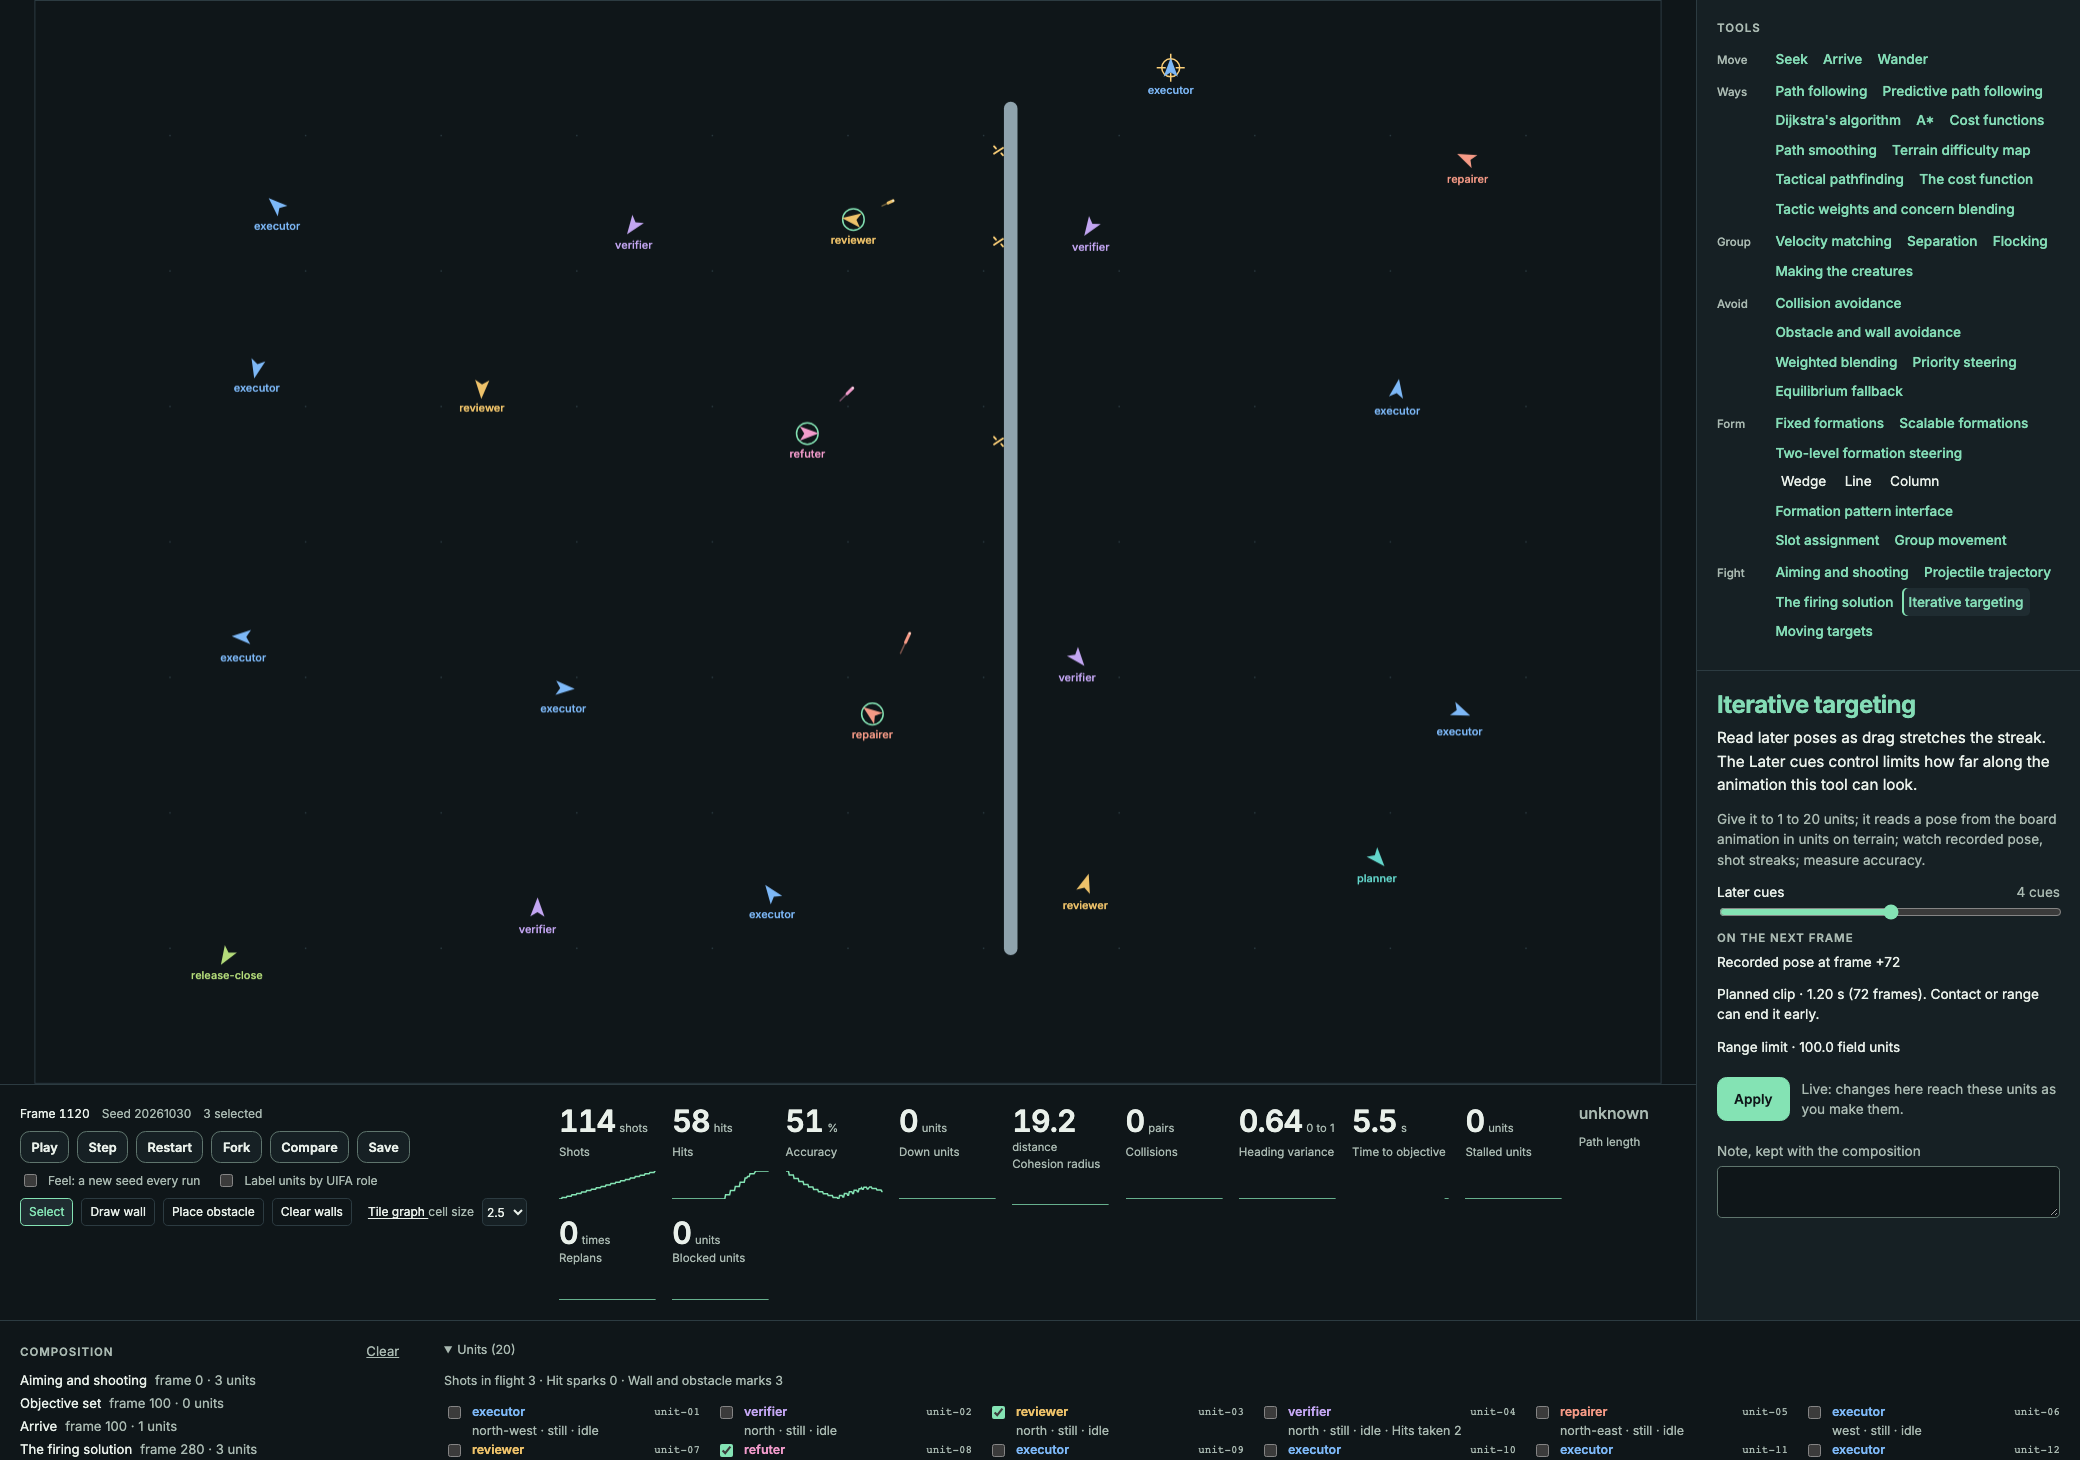 executor
repairer
executor
verifier
reviewer
verifier
executor
reviewer
executor
refuter
executor
verifier
executor
repairer
executor
planner
verifier
executor
reviewer
release-close
TOOLS
Move Seek Arrive Wander
Ways Path following Predictive path following
Dijkstra's algorithm A* Cost functions
Path smoothing Terrain difficulty map
Tactical pathfinding The cost function
Tactic weights and concern blending
Group Velocity matching Separation Flocking
Making the creatures
Avoid Collision avoidance
Obstacle and wall avoidance
Weighted blending Priority steering
Equilibrium fallback
Form Fixed formations Scalable formations
Two-level formation steering
Wedge Line Column
Formation pattern interface
Slot assignment Group movement
Fight Aiming and shooting Projectile trajectory
The firing solution Iterative targeting
Moving targets
Iterative targeting
Read later poses as drag stretches the streak.
The Later cues control limits how far along the
animation this tool can look.
Give it to 1 to 20 units; it reads a pose from the board
animation in units on terrain; watch recorded pose,
shot streaks; measure accuracy.
Later cues 4 cues
ON THE NEXT FRAME
Recorded pose at frame +72
Planned clip · 1.20 s (72 frames). Contact or range
can end it early.
Range limit · 100.0 field units
Apply Live: changes here reach these units as
you make them.
Note, kept with the composition
Frame 1120 Seed 20261030 3 selected
Play Step Restart Fork Compare Save
Feel: a new seed every run Label units by UIFA role
Select Draw wall Place obstacle Clear walls Tile graph cell size 2.5
114 shots
Shots
58 hits
Hits
51 %
Accuracy
0 units
Down units
19.2
distance
Cohesion radius
0 pairs
Collisions
0.64 0 to 1
Heading variance
5.5 s
Time to objective
0 units
Stalled units
unknown
Path length
0 times
Replans
0 units
Blocked units
COMPOSITION Clear
Aiming and shooting frame 0 · 3 units
Objective set frame 100 · 0 units
Arrive frame 100 · 1 units
The firing solution frame 280 · 3 units
▼ Units (20)
Shots in flight 3 · Hit sparks 0 · Wall and obstacle marks 3
executor unit-01 verifier unit-02 reviewer unit-03 verifier unit-04 repairer unit-05 executor unit-06
north-west · still · idle north · still · idle north · still · idle north · still · idle · Hits taken 2 north-east · still · idle west · still · idle
reviewer unit-07 refuter unit-08 executor unit-09 executor unit-10 executor unit-11 executor unit-12